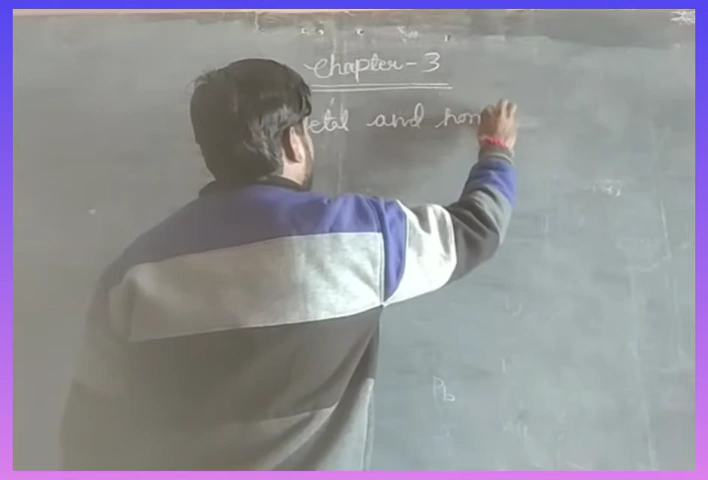 Chapter-3
etal and non
Pb